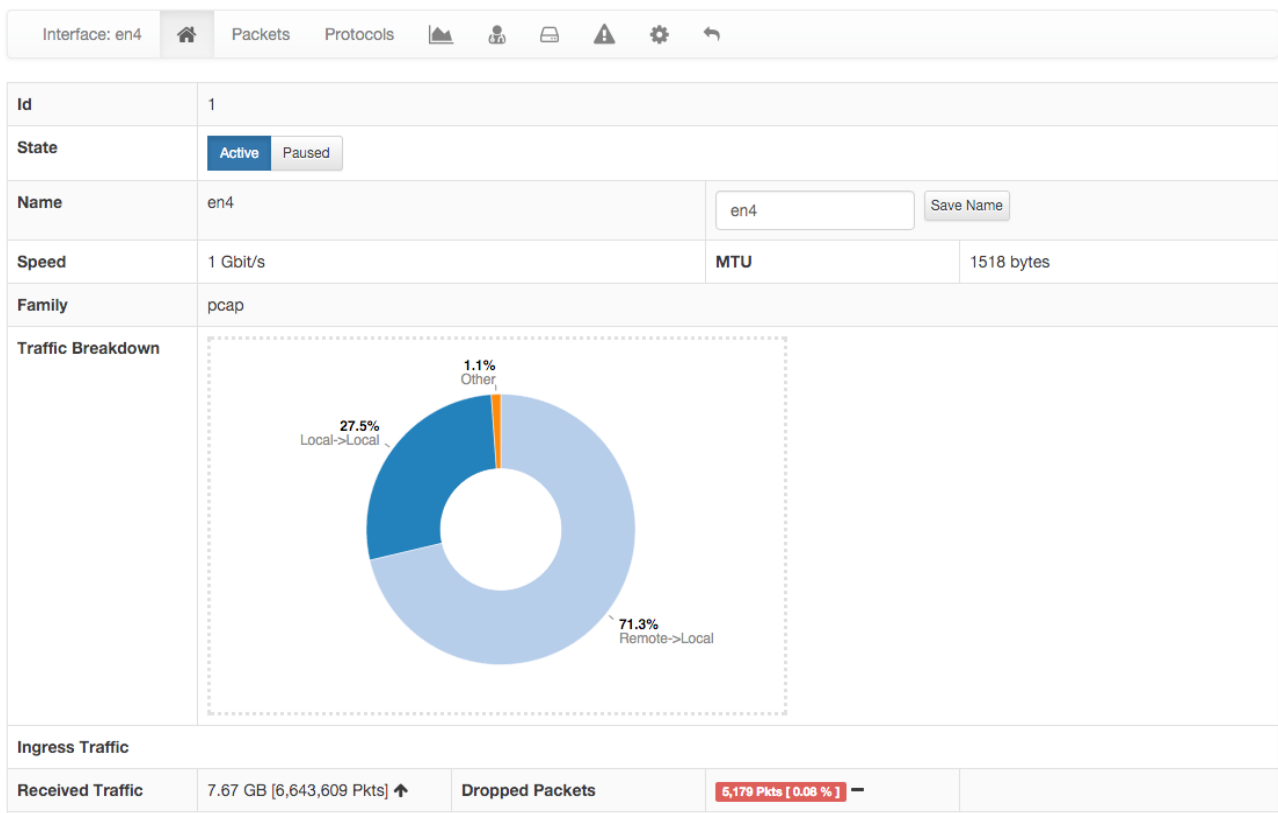 Interface: en4 Packets Protocols
Id 1
State Active Paused
Name en4 en4 Save Name
Speed 1 Gbit/s MTU 1518 bytes
Family pcap
Traffic Breakdown
1.1%
Other
27.5%
Local->Local
71.3%
Remote->Local
Ingress Traffic
Received Traffic 7.67 GB [6,643,609 Pkts] Dropped Packets 5,179 Pkts [ 0.08 % ]